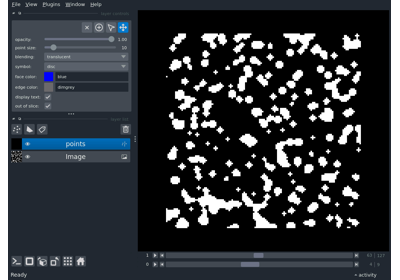 File View Plugins Window Help
opacity: 1.00
point size: 10
blending: translucent
symbol: disc
face color: blue
edge color: dimgrey
display text:
out of slice:
points
Image
1
0
Ready
activity